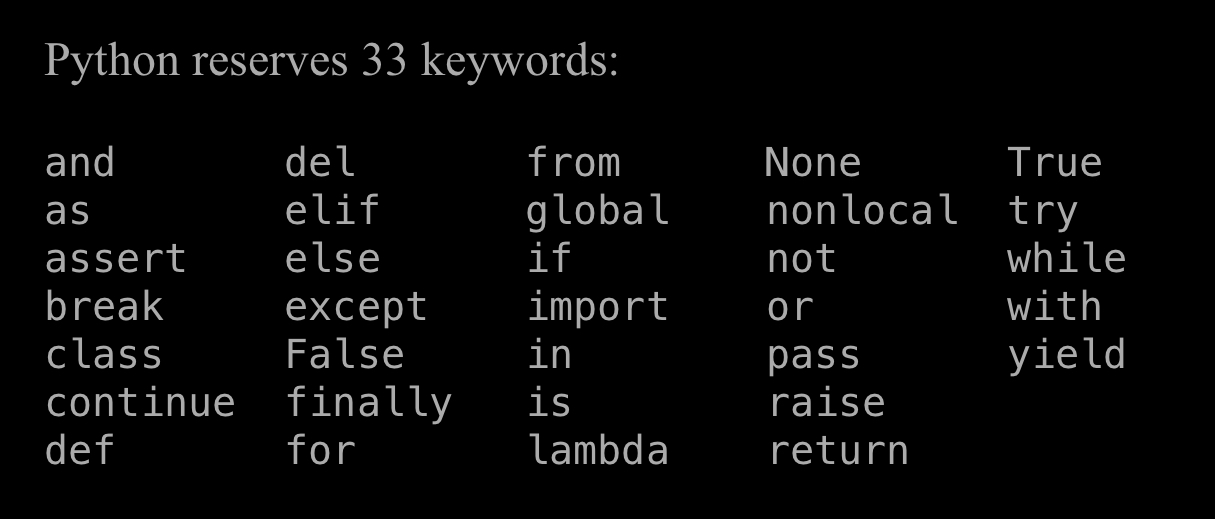 Python reserves 33 keywords:
and del from None True
as elif global nonlocal try
assert else if not while
break except import or with
class False in pass yield
continue finally is raise
def for lambda return